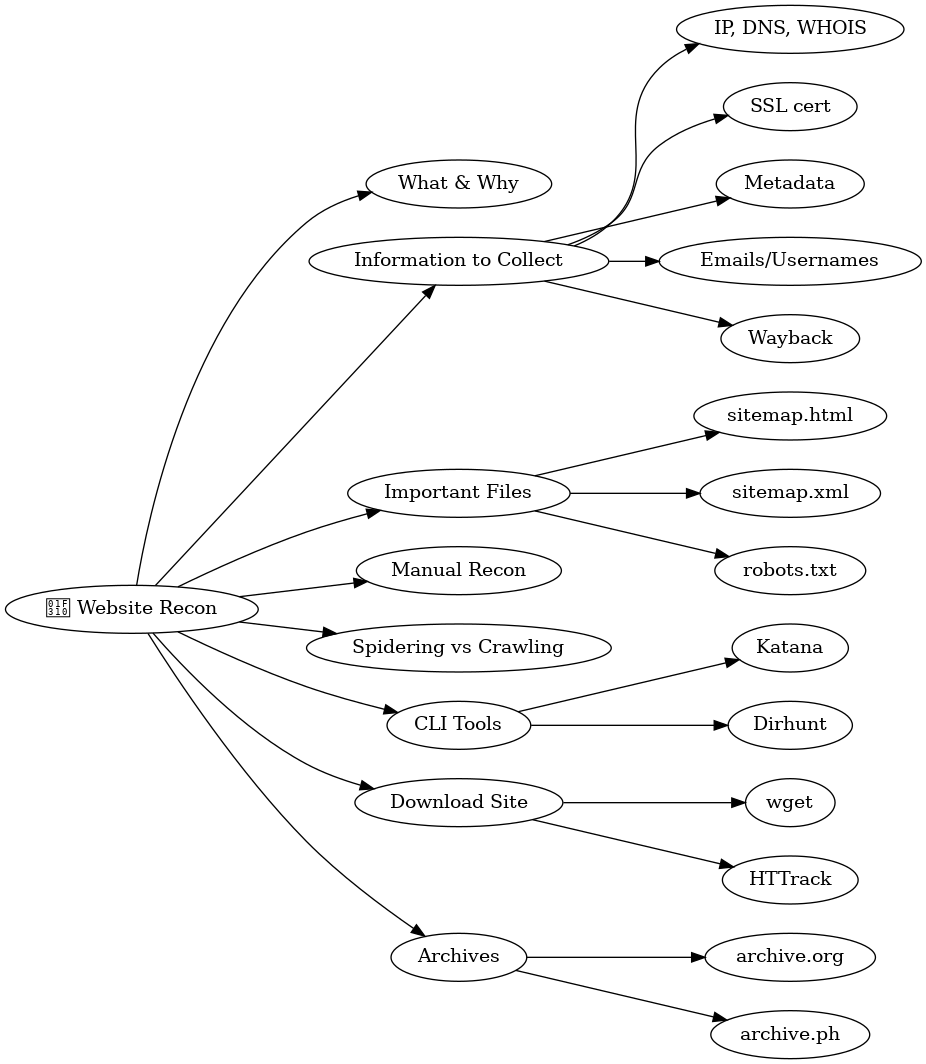 IP, DNS, WHOIS
SSL cert
What & Why
Metadata
Information to Collect
Emails/Usernames
Wayback
sitemap.html
Important Files
sitemap.xml
Manual Recon
robots.txt
01F
310
Website Recon
Spidering vs Crawling
Katana
CLI Tools
Dirhunt
Download Site
wget
HTTrack
Archives
archive.org
archive.ph